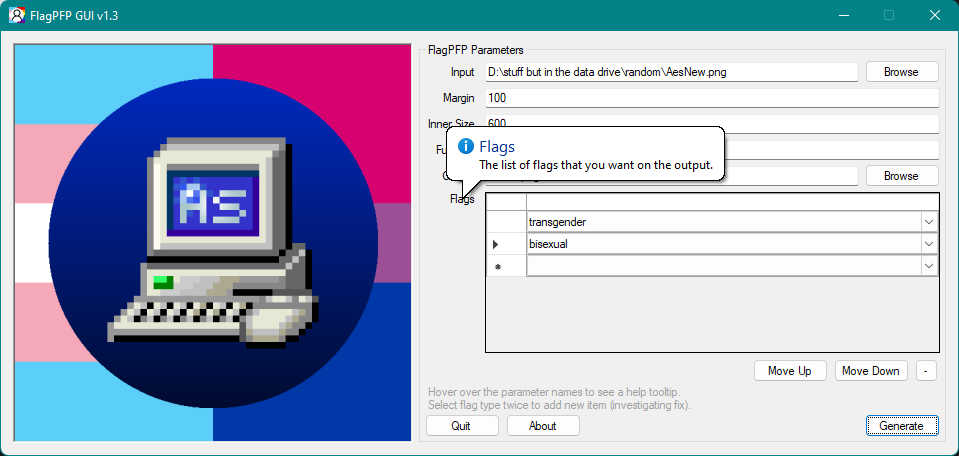 FlagPFP GUI v1.3
FlagPFP Parameters
Input D:\stuff but in the data drive\random\AesNew.png Browse
Margin 100
Inner Size 600
Flags
The list of flags that you want on the output.
Browse
Flags
transgender
bisexual
Move Up Move Down -
Hover over the parameter names to see a help tooltip.
Select flag type twice to add new item (investigating fix).
Quit About Generate
AS